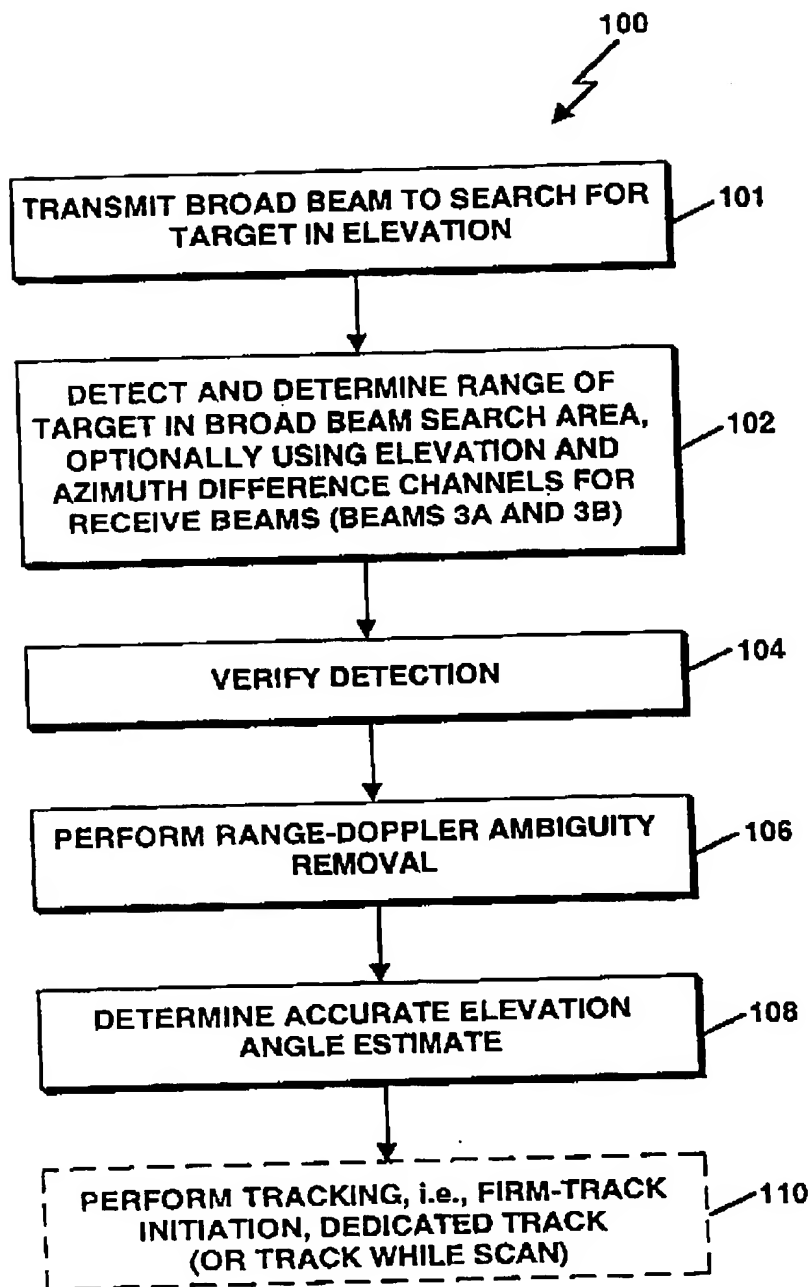 100
TRANSMIT BROAD BEAM TO SEARCH FOR
TARGET IN ELEVATION
101
DETECT AND DETERMINE RANGE OF
TARGET IN BROAD BEAM SEARCH AREA,
OPTIONALLY USING ELEVATION AND
AZIMUTH DIFFERENCE CHANNELS FOR
RECEIVE BEAMS (BEAMS 3A AND 3B)
102
VERIFY DETECTION
104
PERFORM RANGE-DOPPLER AMBIGUITY
REMOVAL
106
DETERMINE ACCURATE ELEVATION
ANGLE ESTIMATE
108
PERFORM TRACKING, i.e., FIRM-TRACK
INITIATION, DEDICATED TRACK
(OR TRACK WHILE SCAN)
110